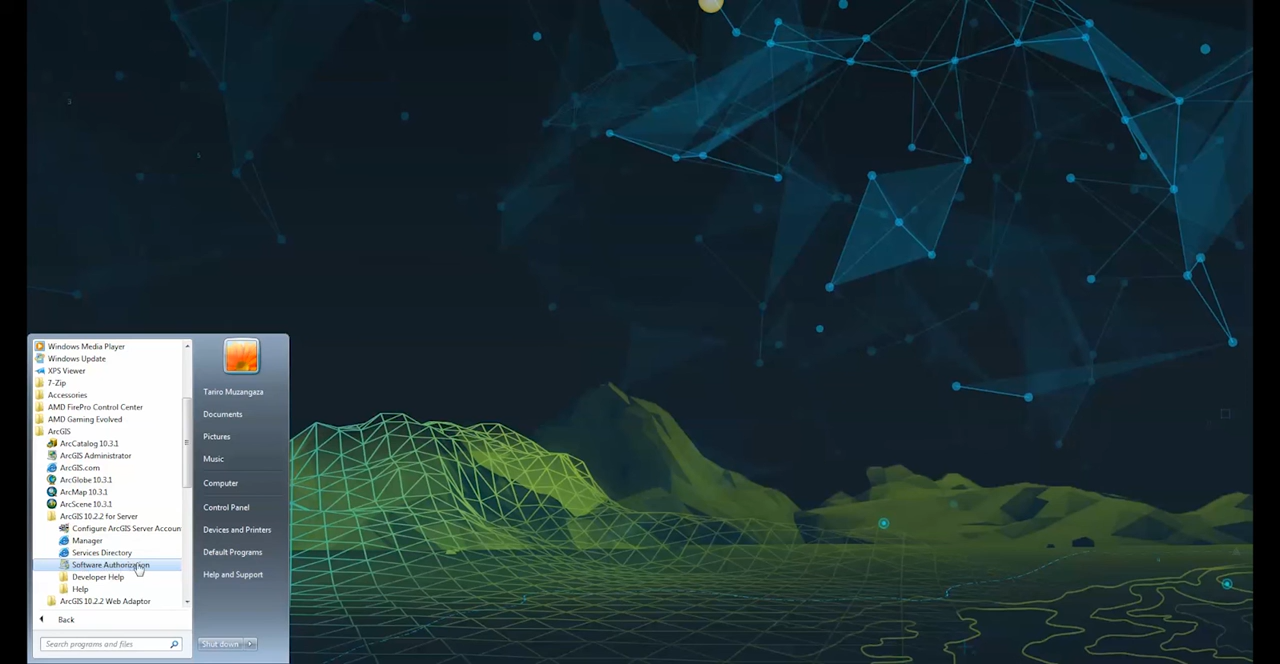 Windows Media Player
Windows Update
XPS Viewer
7-Zip
Accessories
AMD FirePro Control Center
AMD Gaming Evolved
ArcGIS
ArcCatalog 10.3.1
ArcGIS Administrator
ArcGIS.com
ArcGlobe 10.3.1
ArcMap 10.3.1
ArcScene 10.3.1
ArcGIS 10.2.2 for Server
Configure ArcGIS Server Accoun
Manager
Services Directory
Software Authorization
Developer Help
Help
ArcGIS 10.2.2 Web Adaptor
Back
Search programs and files
Tariro Muzangaza
Documents
Pictures
Music
Computer
Control Panel
Devices and Printers
Default Programs
Help and Support
Shut down